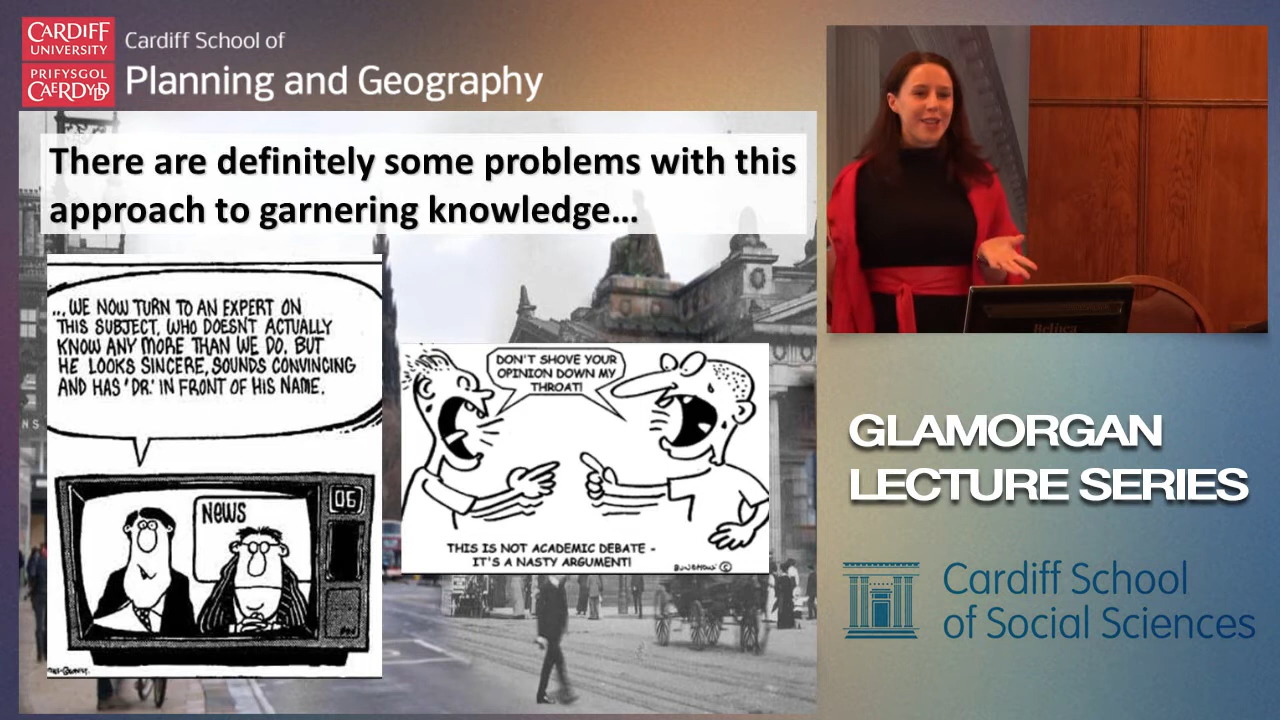 CARDIFF
UNIVERSITY
PRIFYSGOL
CAERDYDD
Cardiff School of
Planning and Geography
There are definitely some problems with this
approach to garnering knowledge...
...WE NOW TURN TO AN EXPERT ON
THIS SUBJECT, WHO DOESN'T ACTUALLY
KNOW ANY MORE THAN WE DO, BUT
HE LOOKS SINCERE, SOUNDS CONVINCING
AND HAS 'DR.' IN FRONT OF HIS NAME.
NEWS
06
DON'T SHOVE YOUR
OPINION DOWN MY
THROAT!
THIS IS NOT ACADEMIC DEBATE -
IT'S A NASTY ARGUMENT!
©
NS
GLAMORGAN
LECTURE SERIES
Cardiff School
of Social Sciences